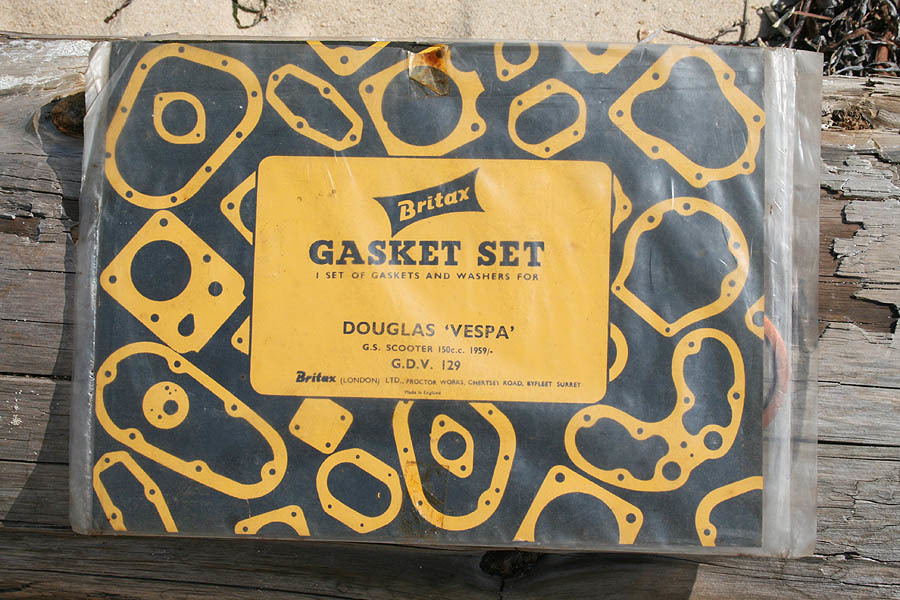 Britax
GASKET SET
1 SET OF GASKETS AND WASHERS FOR
DOUGLAS 'VESPA'
G.S. SCOOTER 150c.c. 1959/-
G.D.V. 129
Britax (LONDON) LTD., PROCTOR WORKS, CHERTSEY ROAD, BYFLEET SURREY
Made in England